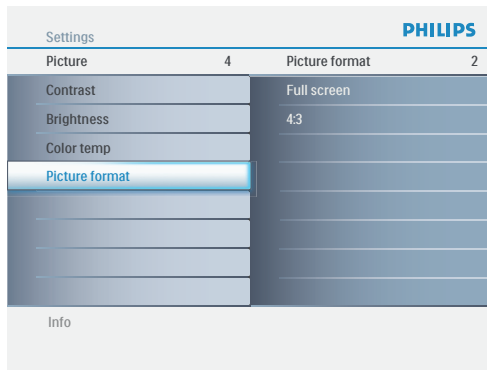 PHILIPS
Settings
Picture 4 Picture format 2
Contrast Full screen
Brightness 4:3
Color temp
Picture format
Info